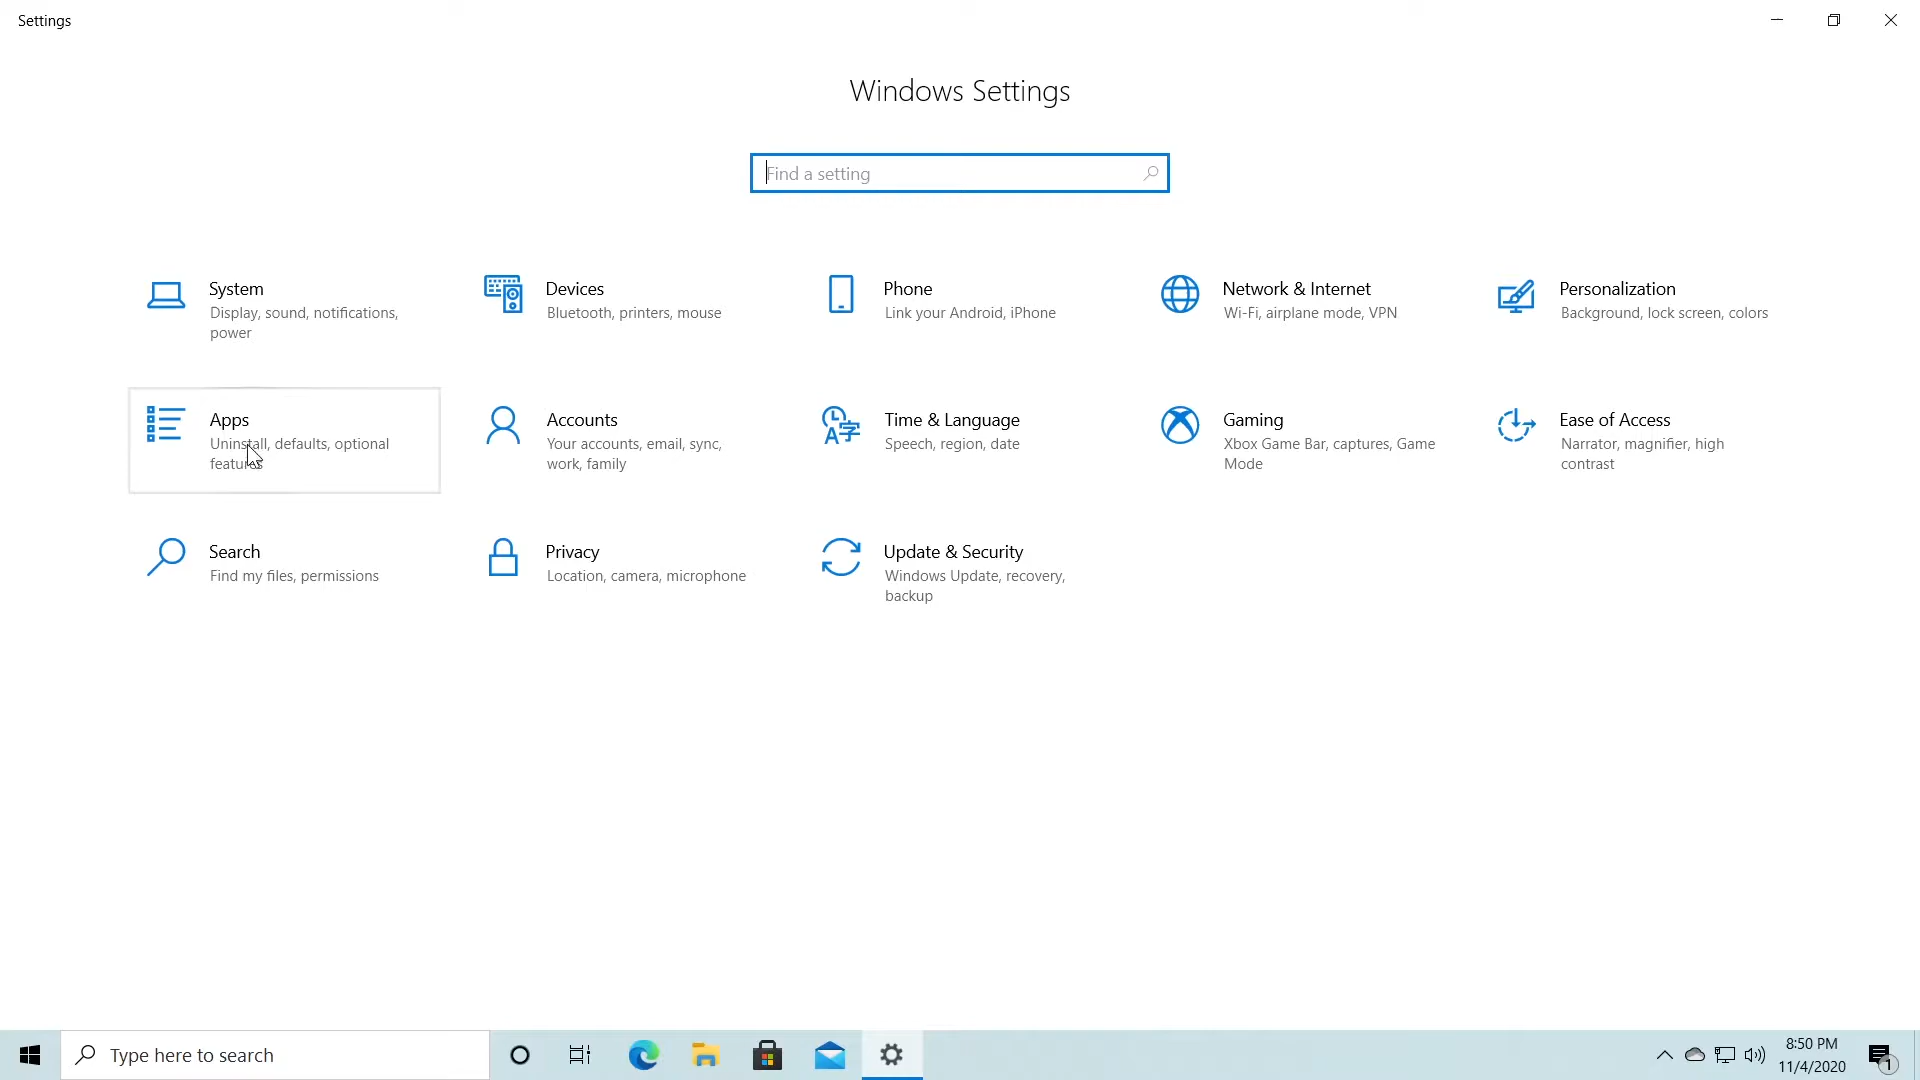 Settings
Windows Settings
Find a setting
System
Display, sound, notifications,
power
Devices
Bluetooth, printers, mouse
Phone
Link your Android, iPhone
Network & Internet
Wi-Fi, airplane mode, VPN
Personalization
Background, lock screen, colors
Apps
Uninstall, defaults, optional
features
Accounts
Your accounts, email, sync,
work, family
Time & Language
Speech, region, date
Gaming
Xbox Game Bar, captures, Game
Mode
Ease of Access
Narrator, magnifier, high
contrast
Search
Find my files, permissions
Privacy
Location, camera, microphone
Update & Security
Windows Update, recovery,
backup
Type here to search
8:50 PM
11/4/2020
1